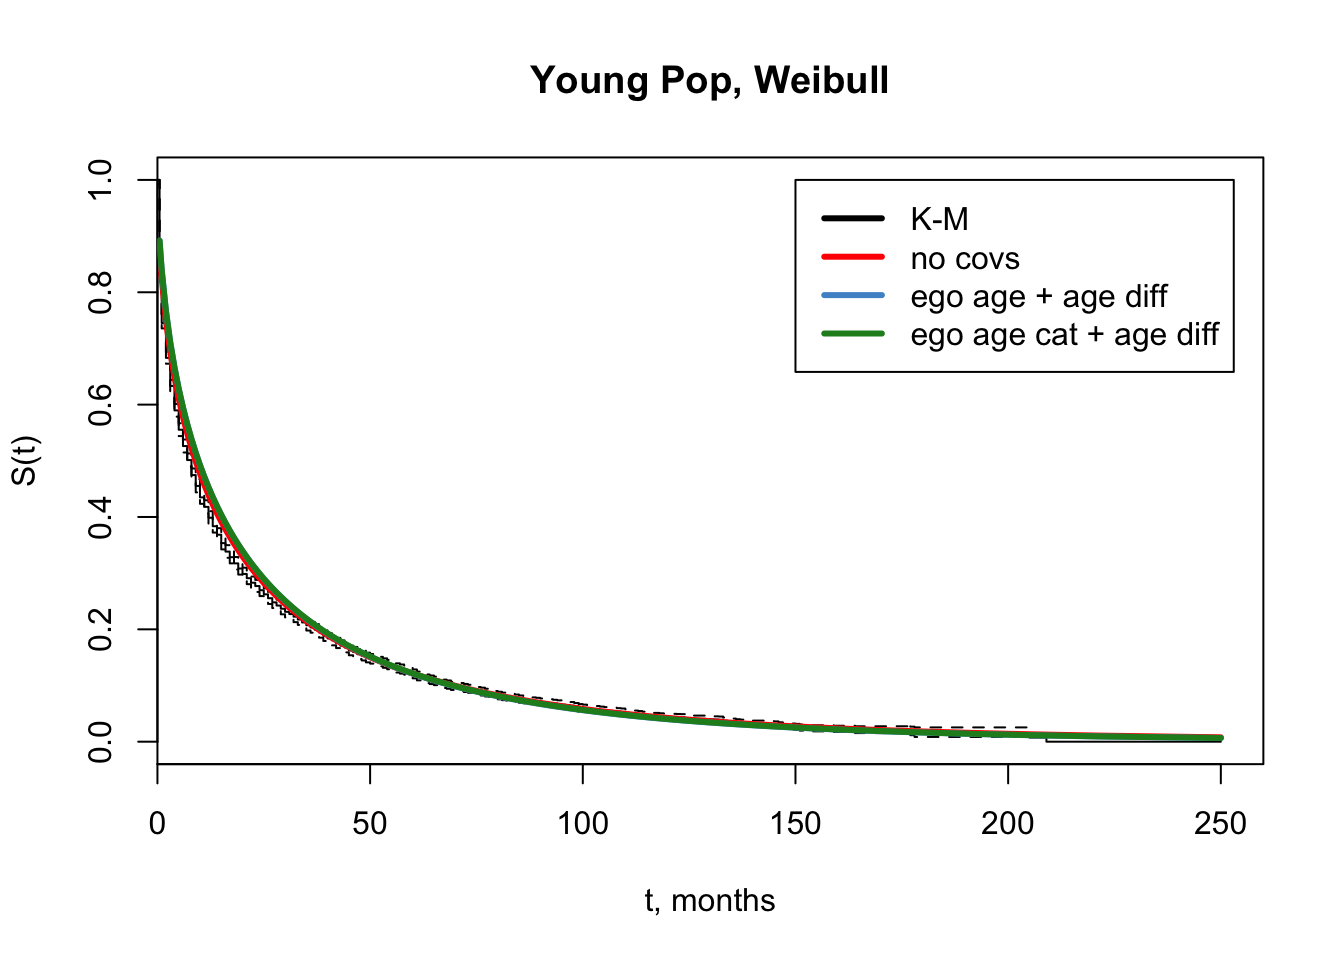 Young Pop, Weibull
S(t)
1.0
0.8
0.6
0.4
0.2
0.0
K-M
no covs
ego age + age diff
ego age cat + age diff
0 50 100 150 200 250
t, months